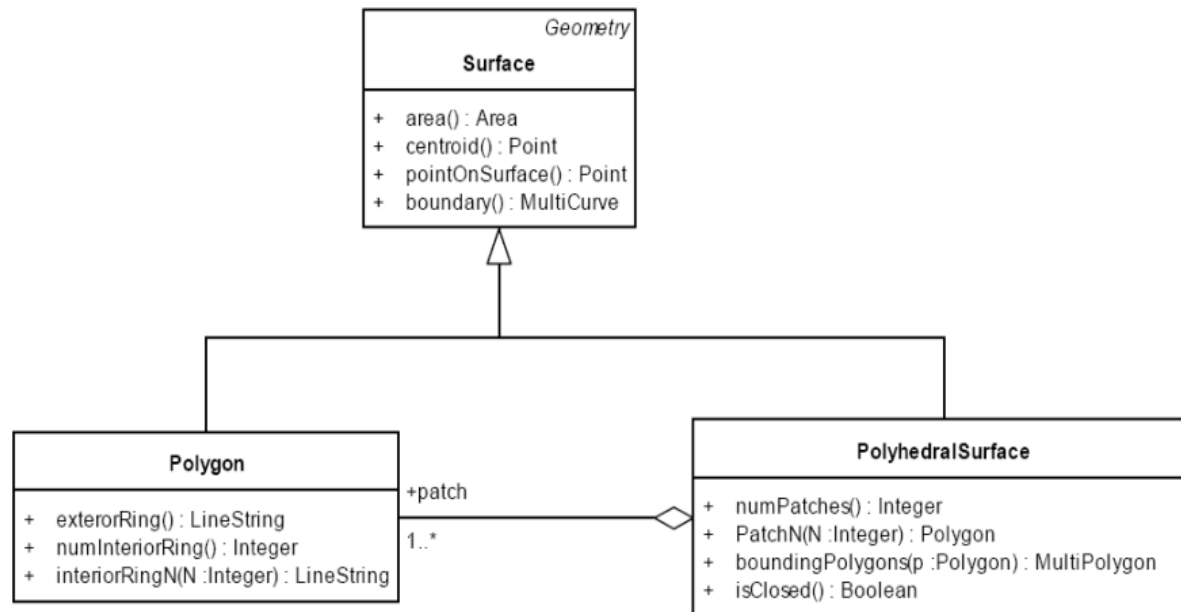 Geometry
Surface
+ area() : Area
+ centroid() : Point
+ pointOnSurface() : Point
+ boundary() : MultiCurve
Polygon
+ exterorRing() : LineString
+ numInteriorRing() : Integer
+ interiorRingN(N :Integer) : LineString
+patch
1..*
PolyhedralSurface
+ numPatches() : Integer
+ PatchN(N :Integer) : Polygon
+ boundingPolygons(p :Polygon) : MultiPolygon
+ isClosed() : Boolean